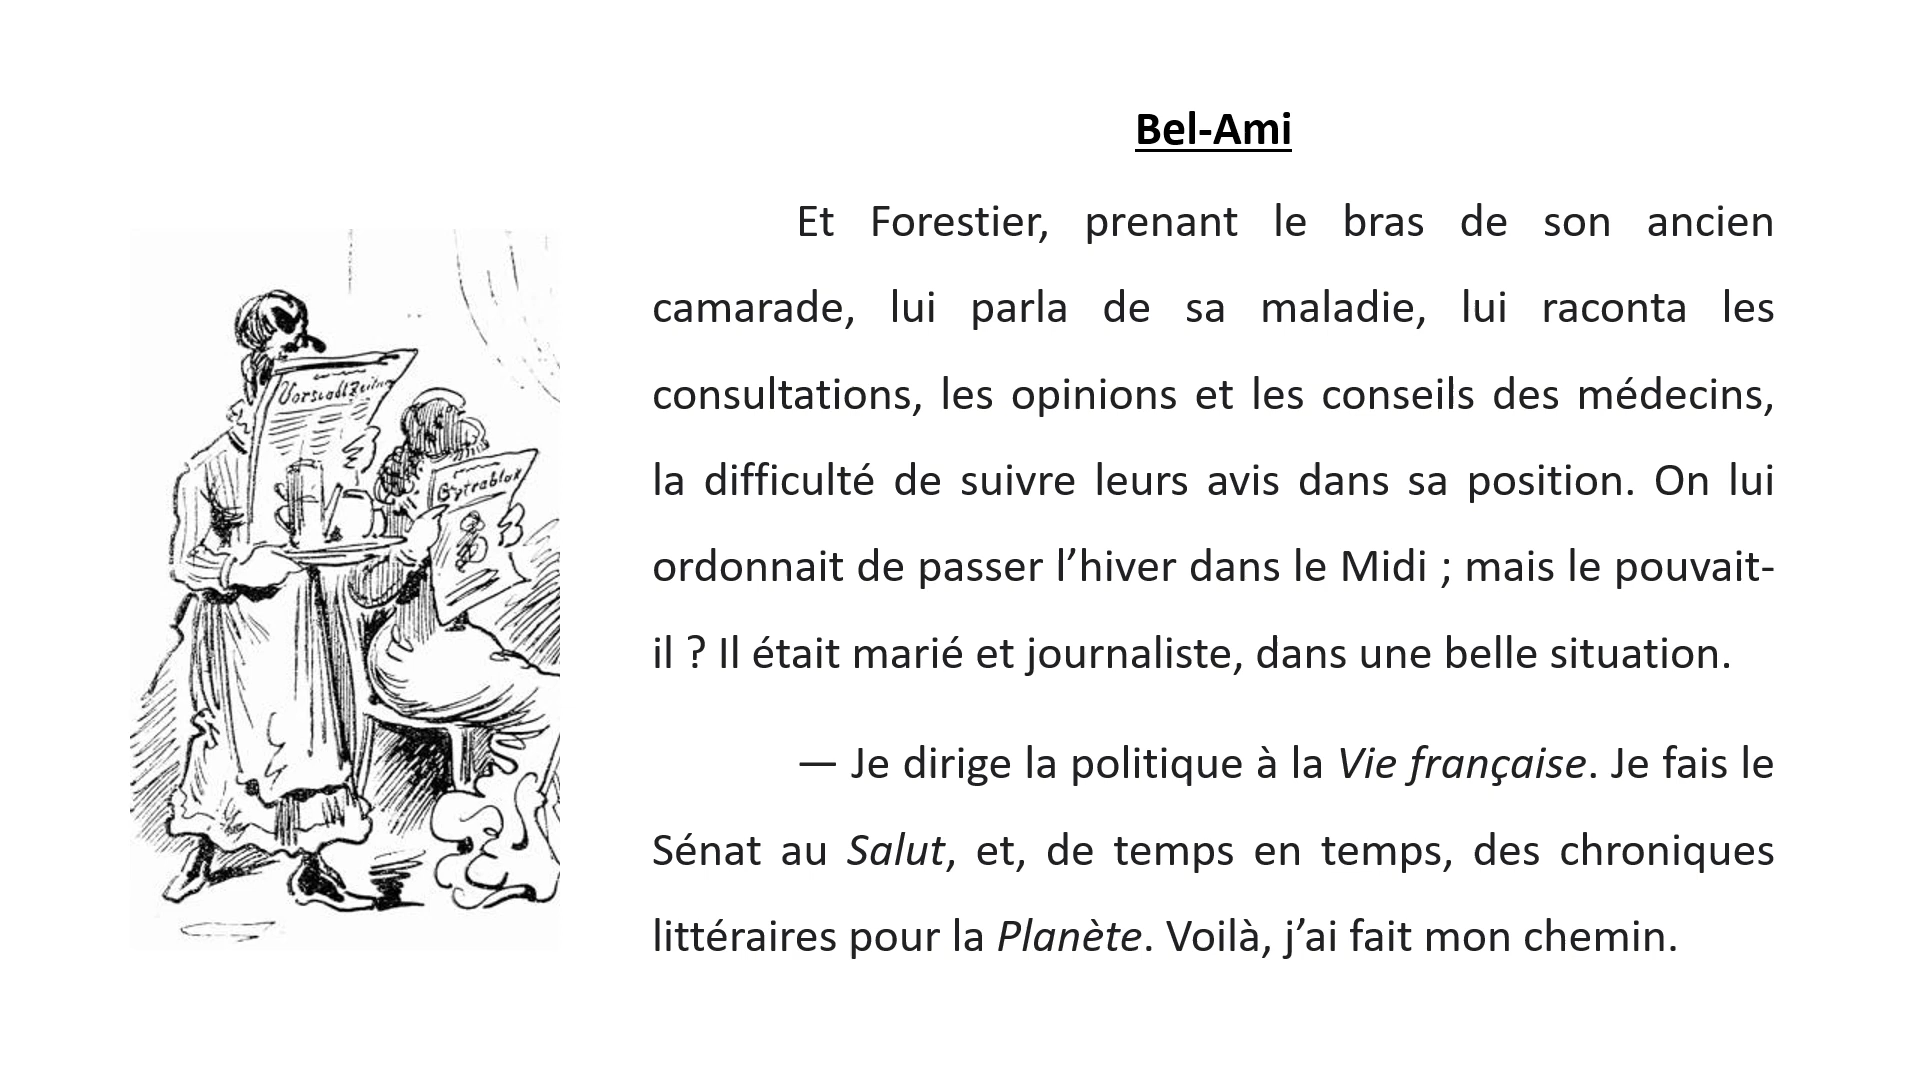 Bel-Ami
Et Forestier, prenant le bras de son ancien
camarade, lui parla de sa maladie, lui raconta les
consultations, les opinions et les conseils des médecins,
la difficulté de suivre leurs avis dans sa position. On lui
ordonnait de passer l’hiver dans le Midi ; mais le pouvait-
il ? Il était marié et journaliste, dans une belle situation.
— Je dirige la politique à la Vie française. Je fais le
Sénat au Salut, et, de temps en temps, des chroniques
littéraires pour la Planète. Voilà, j’ai fait mon chemin.